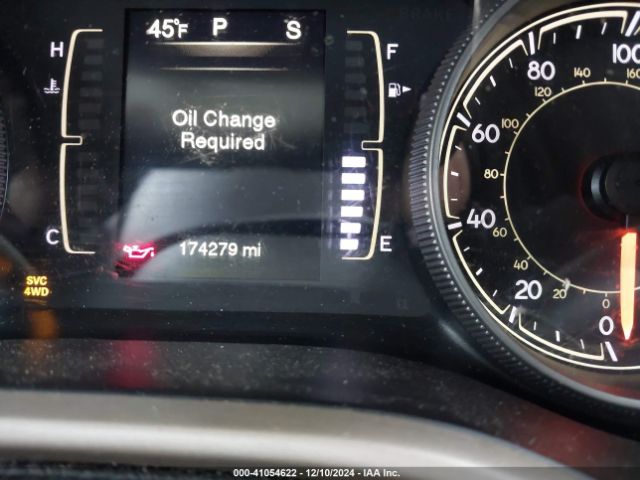 45°F P S
H
F
C
E
Oil Change
Required
174279 mi
SVC
4WD
100
80
60
40
20
0
160
140
120
100
80
60
40
20
0
000-41054622 - 12/10/2024 - IAA Inc.